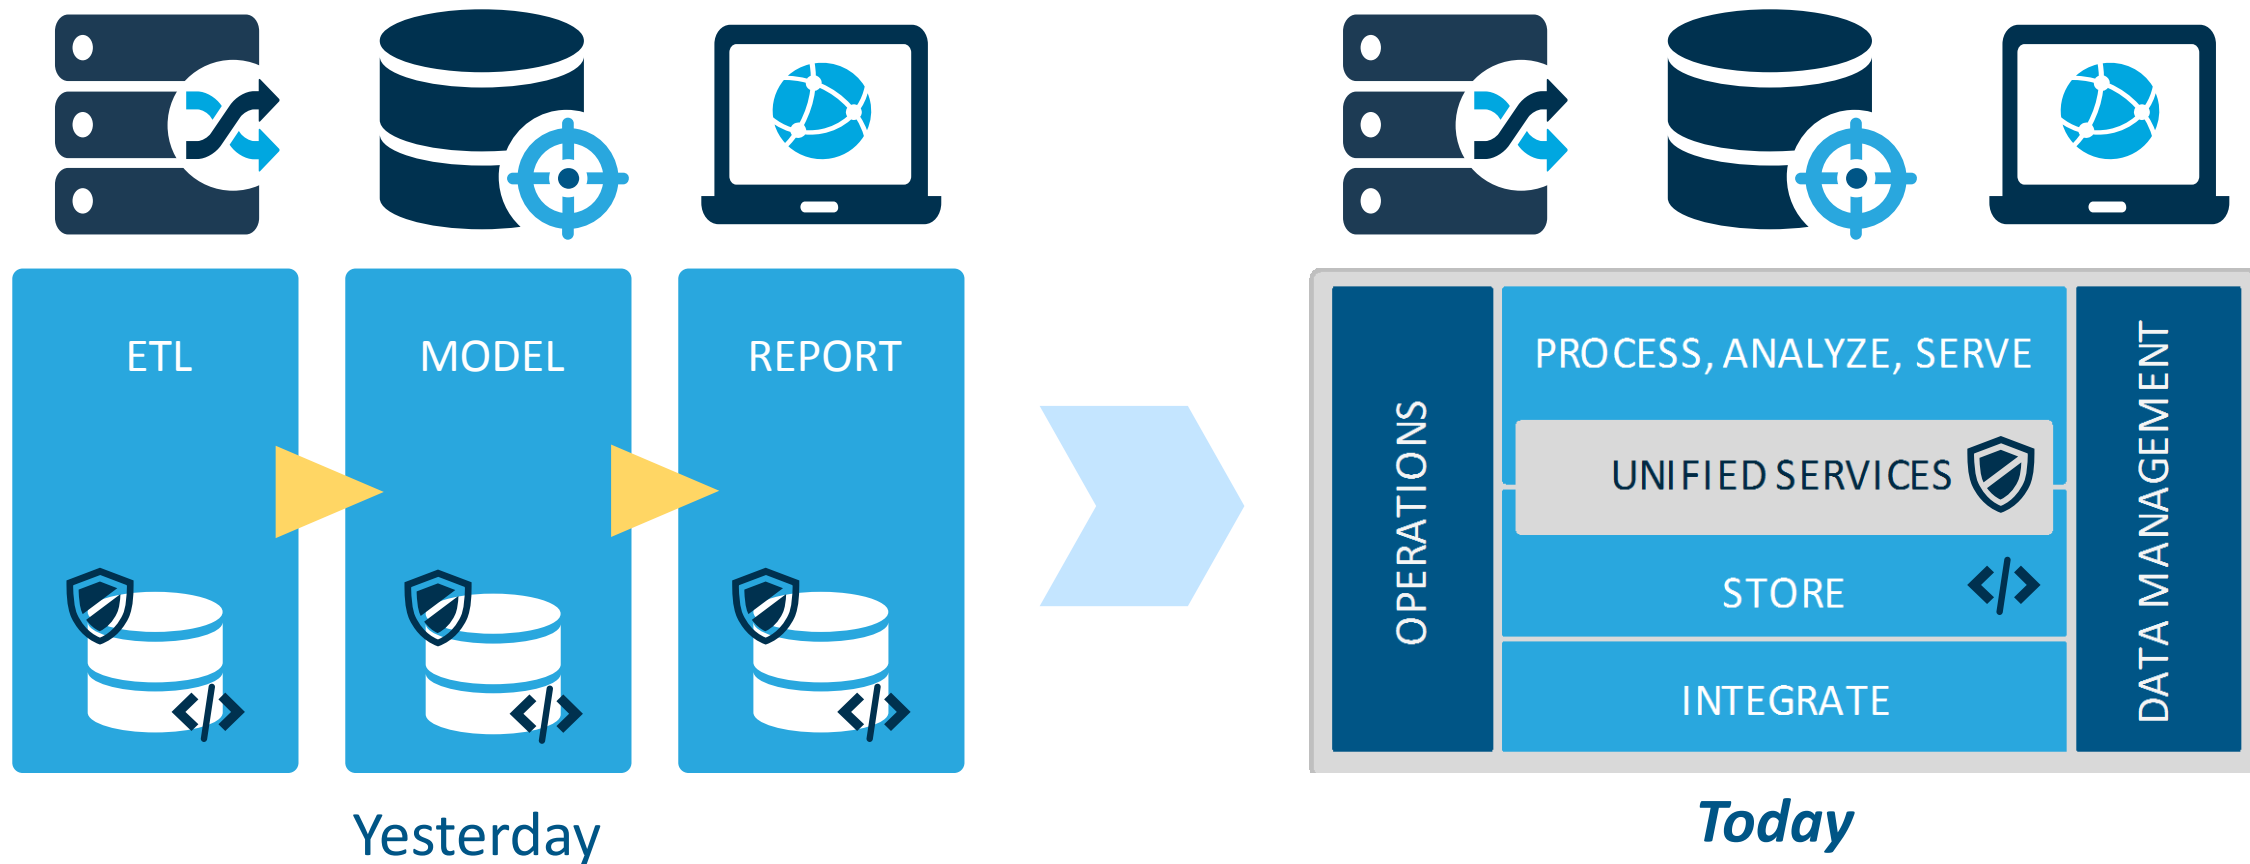 ETL
MODEL
REPORT
Yesterday
OPERATIONS
PROCESS, ANALYZE, SERVE
UNIFIED SERVICES
STORE
</>
INTEGRATE
DATA MANAGEMENT
Today